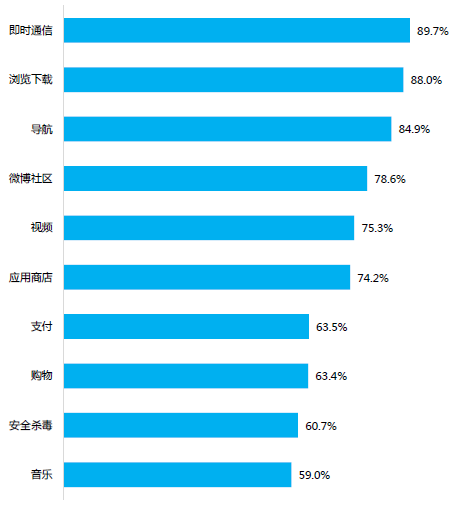 即时通信 89.7%
浏览下载 88.0%
导航 84.9%
微博社区 78.6%
视频 75.3%
应用商店 74.2%
支付 63.5%
购物 63.4%
安全杀毒 60.7%
音乐 59.0%